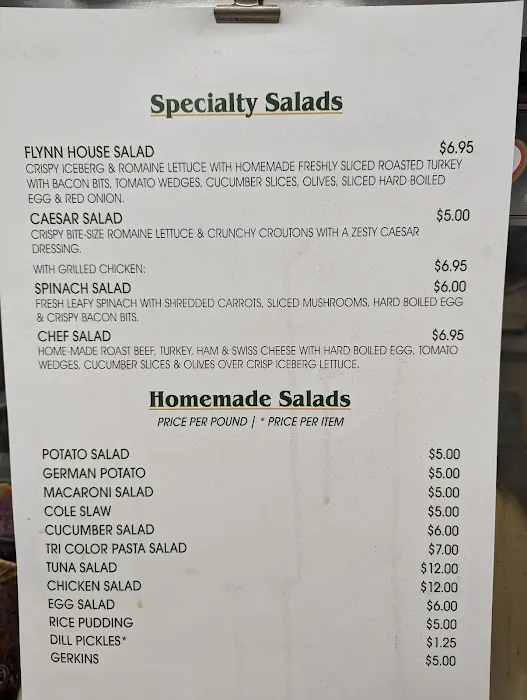 Specialty Salads
FLYNN HOUSE SALAD $6.95
CRISPY ICEBERG & ROMAINE LETTUCE WITH HOMEMADE FRESHLY SLICED ROASTED TURKEY
WITH BACON BITS, TOMATO WEDGES, CUCUMBER SLICES, OLIVES, SLICED HARD BOILED
EGG & RED ONION.
CAESAR SALAD $5.00
CRISPY BITE-SIZE ROMAINE LETTUCE & CRUNCHY CROUTONS WITH A ZESTY CAESAR
DRESSING.
WITH GRILLED CHICKEN: $6.95
SPINACH SALAD $6.00
FRESH LEAFY SPINACH WITH SHREDDED CARROTS, SLICED MUSHROOMS, HARD BOILED EGG
& CRISPY BACON BITS.
CHEF SALAD $6.95
HOME-MADE ROAST BEEF, TURKEY, HAM & SWISS CHEESE WITH HARD BOILED EGG, TOMATO
WEDGES, CUCUMBER SLICES & OLIVES OVER CRISP ICEBERG LETTUCE.
Homemade Salads
PRICE PER POUND | * PRICE PER ITEM
POTATO SALAD $5.00
GERMAN POTATO $5.00
MACARONI SALAD $5.00
COLE SLAW $5.00
CUCUMBER SALAD $6.00
TRI COLOR PASTA SALAD $7.00
TUNA SALAD $12.00
CHICKEN SALAD $12.00
EGG SALAD $6.00
RICE PUDDING $5.00
DILL PICKLES* $1.25
GERKINS $5.00